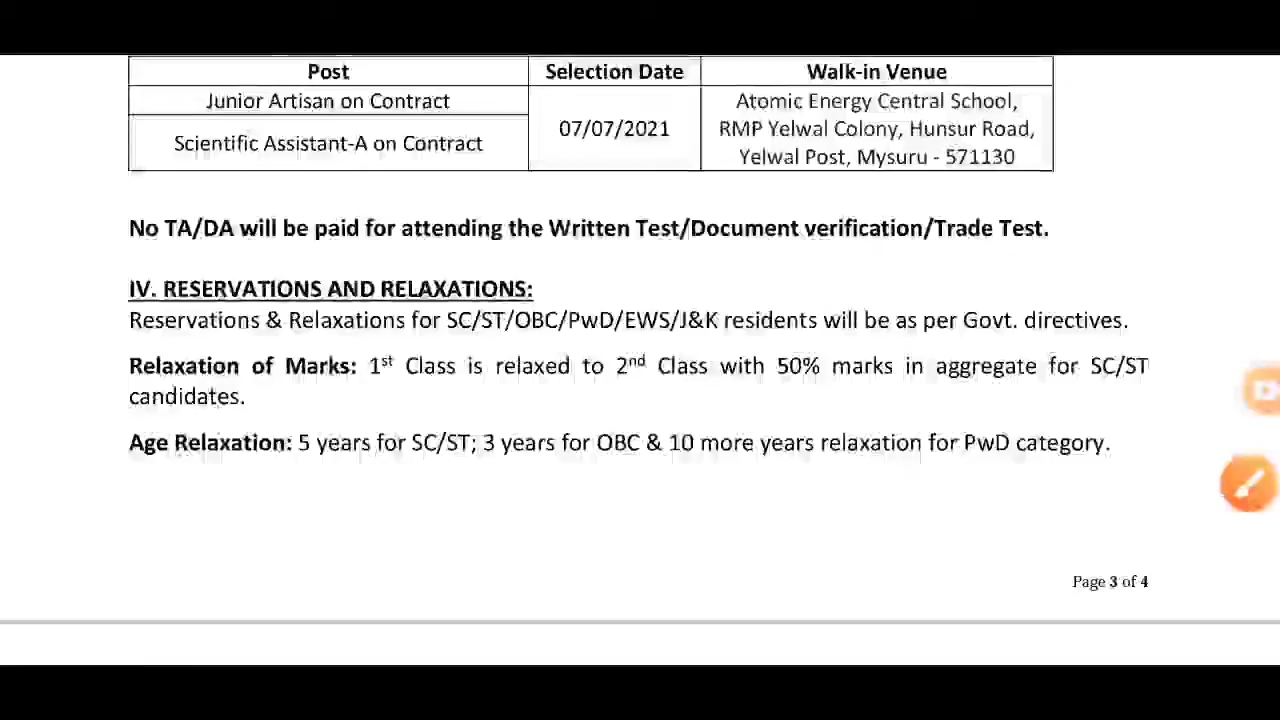 Post Selection Date Walk-in Venue
Junior Artisan on Contract
Scientific Assistant-A on Contract
07/07/2021
Atomic Energy Central School,
RMP Yelwal Colony, Hunsur Road,
Yelwal Post, Mysuru - 571130
No TA/DA will be paid for attending the Written Test/Document verification/Trade Test.
IV. RESERVATIONS AND RELAXATIONS:
Reservations & Relaxations for SC/ST/OBC/PwD/EWS/J&K residents will be as per Govt. directives.
Relaxation of Marks: 1st Class is relaxed to 2nd Class with 50% marks in aggregate for SC/ST
candidates.
Age Relaxation: 5 years for SC/ST; 3 years for OBC & 10 more years relaxation for PwD category.
Page 3 of 4